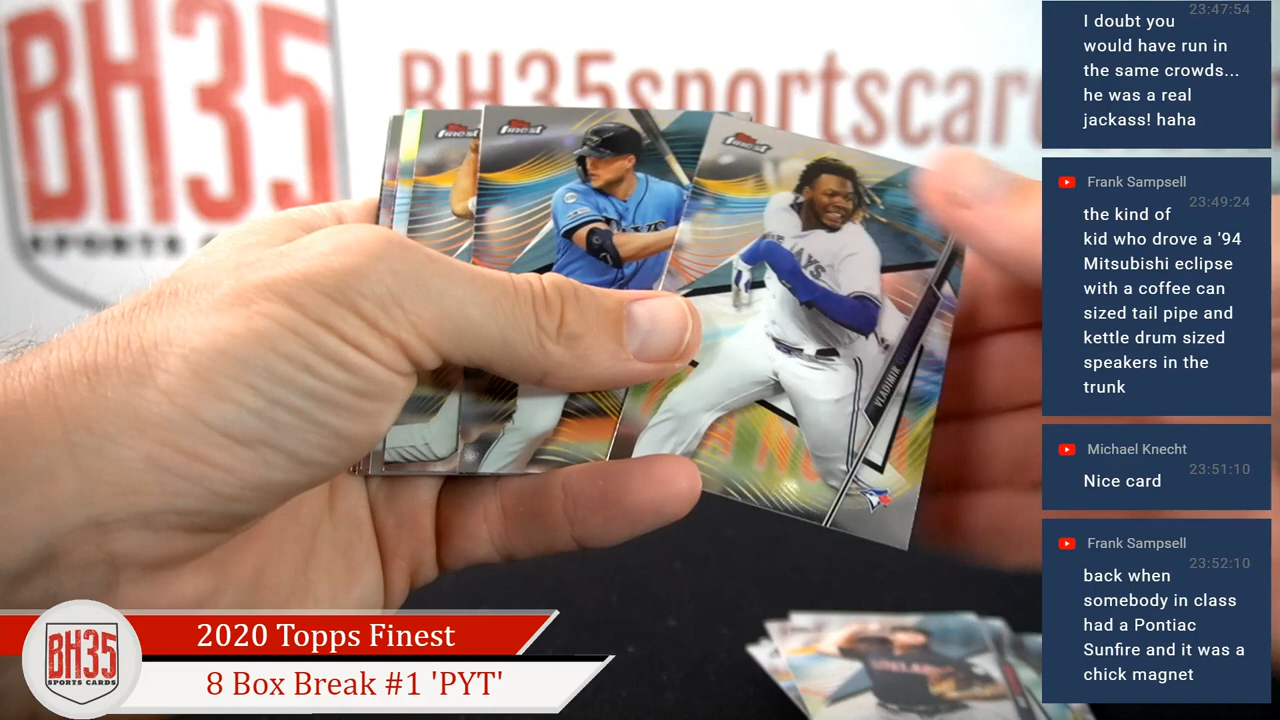 BH35
SPORTS C
BH35sportscar
Topps
finest
Topps
finest
Topps
finest
JAYS
VLADIMIR
2020 Topps Finest
8 Box Break #1 'PYT'
BH35
SPORTS CARDS
23:47:54
I doubt you
would have run in
the same crowds...
he was a real
jackass! haha
Frank Sampsell
23:49:24
the kind of
kid who drove a '94
Mitsubishi eclipse
with a coffee can
sized tail pipe and
kettle drum sized
speakers in the
trunk
Michael Knecht
23:51:10
Nice card
Frank Sampsell
23:52:10
back when
somebody in class
had a Pontiac
Sunfire and it was a
chick magnet